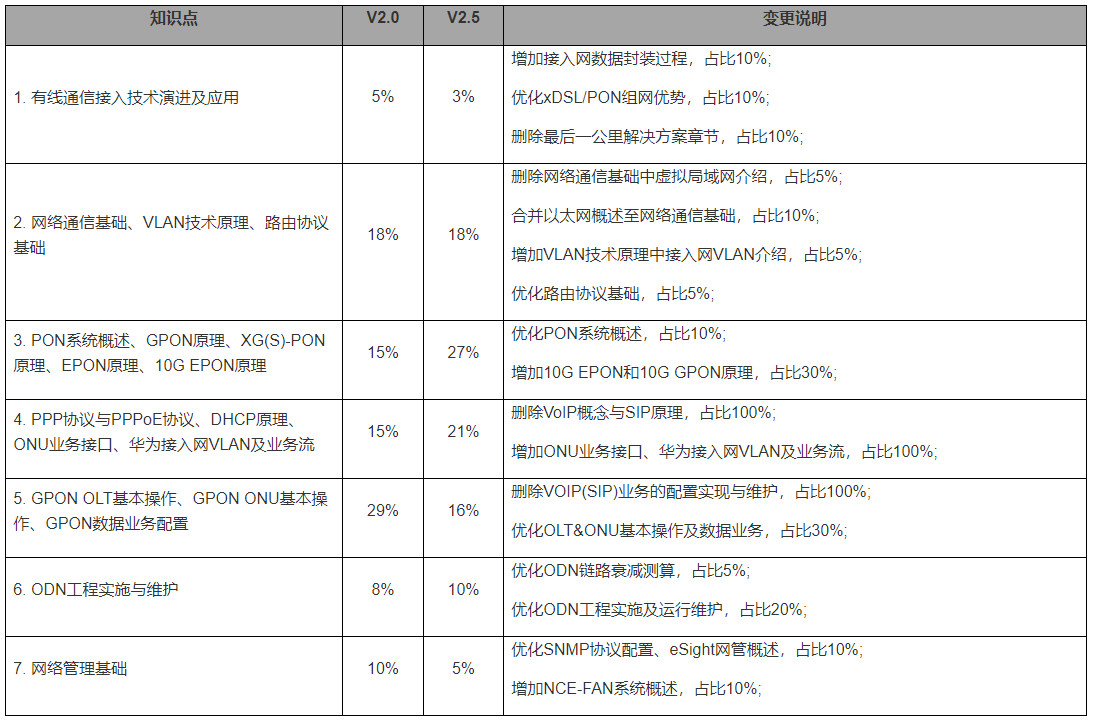 知识点 V2.0 V2.5 变更说明
1. 有线通信接入技术演进及应用 5% 3%
增加接入网数据封装过程，占比10%;
优化xDSL/PON组网优势，占比10%;
删除最后一公里解决方案章节，占比10%;
2. 网络通信基础、VLAN技术原理、路由协议
基础
18% 18%
删除网络通信基础中虚拟局域网介绍，占比5%;
合并以太网概述至网络通信基础，占比10%;
增加VLAN技术原理中接入网VLAN介绍，占比5%;
优化路由协议基础，占比5%;
3. PON系统概述、GPON原理、XG(S)-PON
原理、EPON原理、10G EPON原理
15% 27%
优化PON系统概述，占比10%;
增加10G EPON和10G GPON原理，占比30%;
4. PPP协议与PPPoE协议、DHCP原理、
ONU业务接口、华为接入网VLAN及业务流
15% 21%
删除VoIP概念与SIP原理，占比100%;
增加ONU业务接口、华为接入网VLAN及业务流，占比100%;
5. GPON OLT基本操作、GPON ONU基本操
作、GPON数据业务配置
29% 16%
删除VOIP(SIP)业务的配置实现与维护，占比100%;
优化OLT&ONU基本操作及数据业务，占比30%;
6. ODN工程实施与维护 8% 10%
优化ODN链路衰减测算，占比5%;
优化ODN工程实施及运行维护，占比20%;
7. 网络管理基础 10% 5%
优化SNMP协议配置、eSight网管概述，占比10%;
增加NCE-FAN系统概述，占比10%;